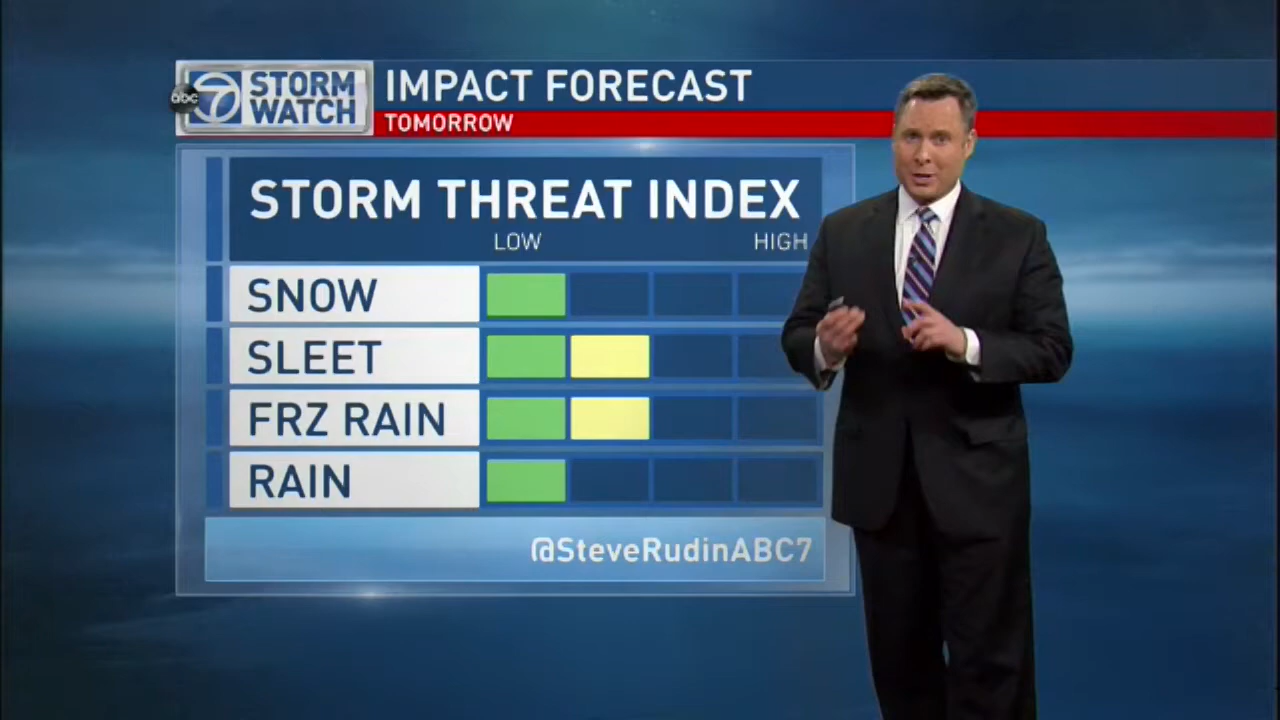 abc 7 STORM WATCH
IMPACT FORECAST
TOMORROW
STORM THREAT INDEX
LOW HIGH
SNOW
SLEET
FRZ RAIN
RAIN
@SteveRudinABC7